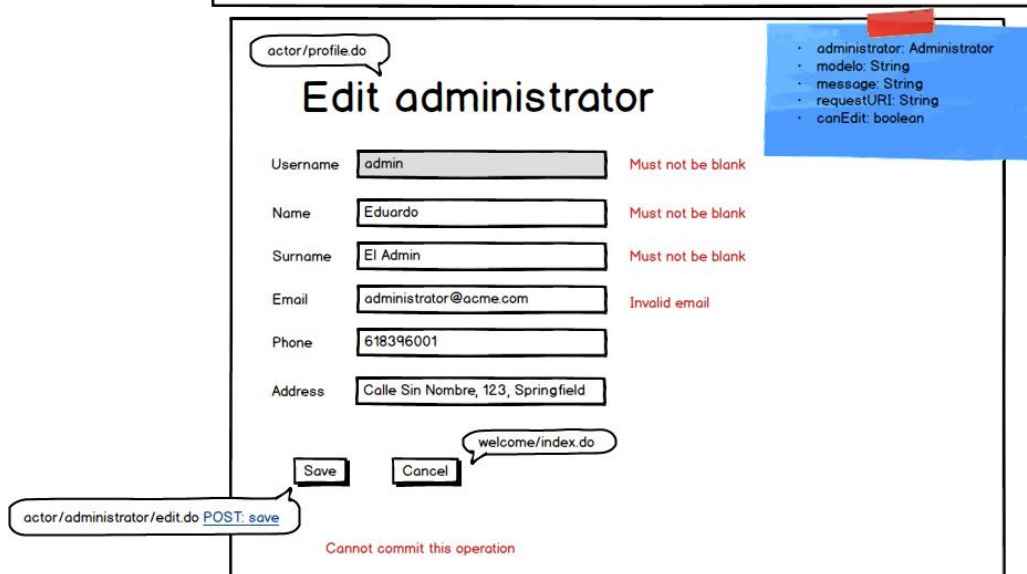 actor/profile.do
Edit administrator
· administrator: Administrator
· modelo: String
· message: String
· requestURI: String
· canEdit: boolean
Username admin Must not be blank
Name Eduardo Must not be blank
Surname El Admin Must not be blank
Email administrator@acme.com Invalid email
Phone 618396001
Address Calle Sin Nombre, 123, Springfield
welcome/index.do
Save Cancel
actor/administrator/edit.do POST: save
Cannot commit this operation